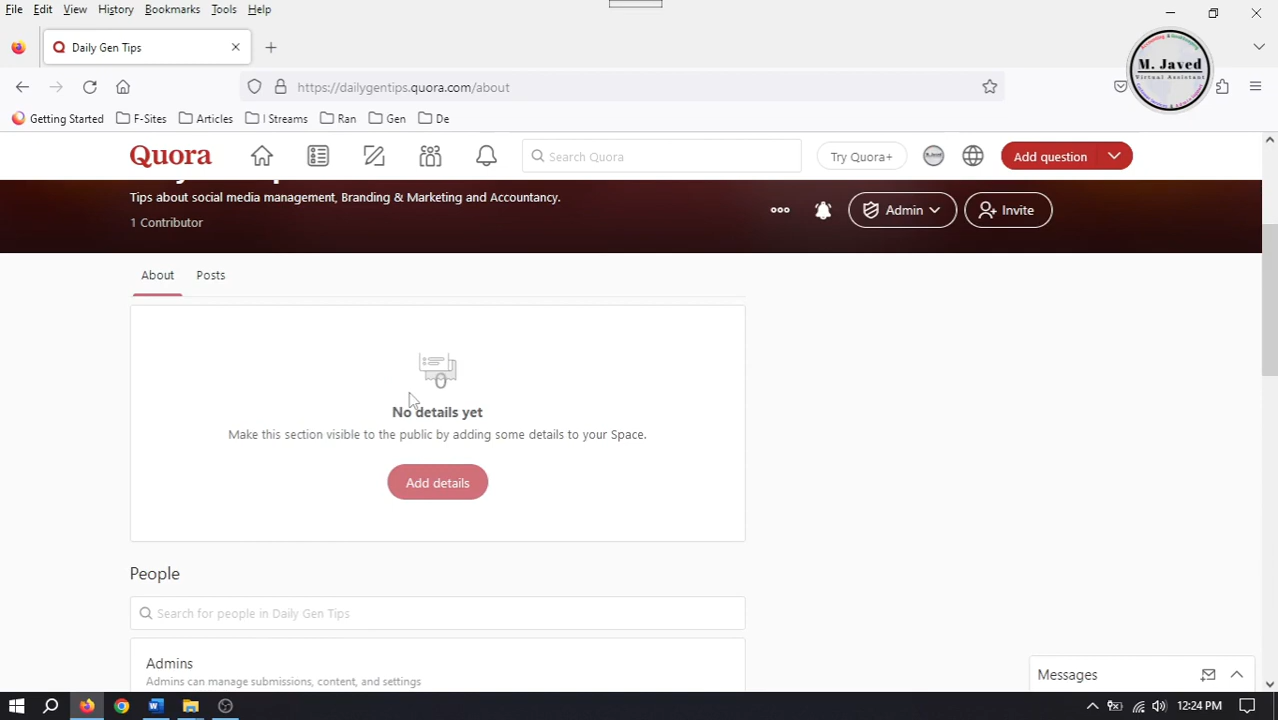 File Edit View History Bookmarks Tools Help
Daily Gen Tips
M. Javed
Virtual Assistant
https://dailygentips.quora.com/about
Getting Started F-Sites Articles I Streams Ran Gen De
Quora Search Quora Try Quora+ Add question
Tips about social media management, Branding & Marketing and Accountancy.
1 Contributor
Admin Invite
About Posts
No details yet
Make this section visible to the public by adding some details to your Space.
Add details
People
Search for people in Daily Gen Tips
Admins
Admins can manage submissions, content, and settings
Messages
12:24 PM